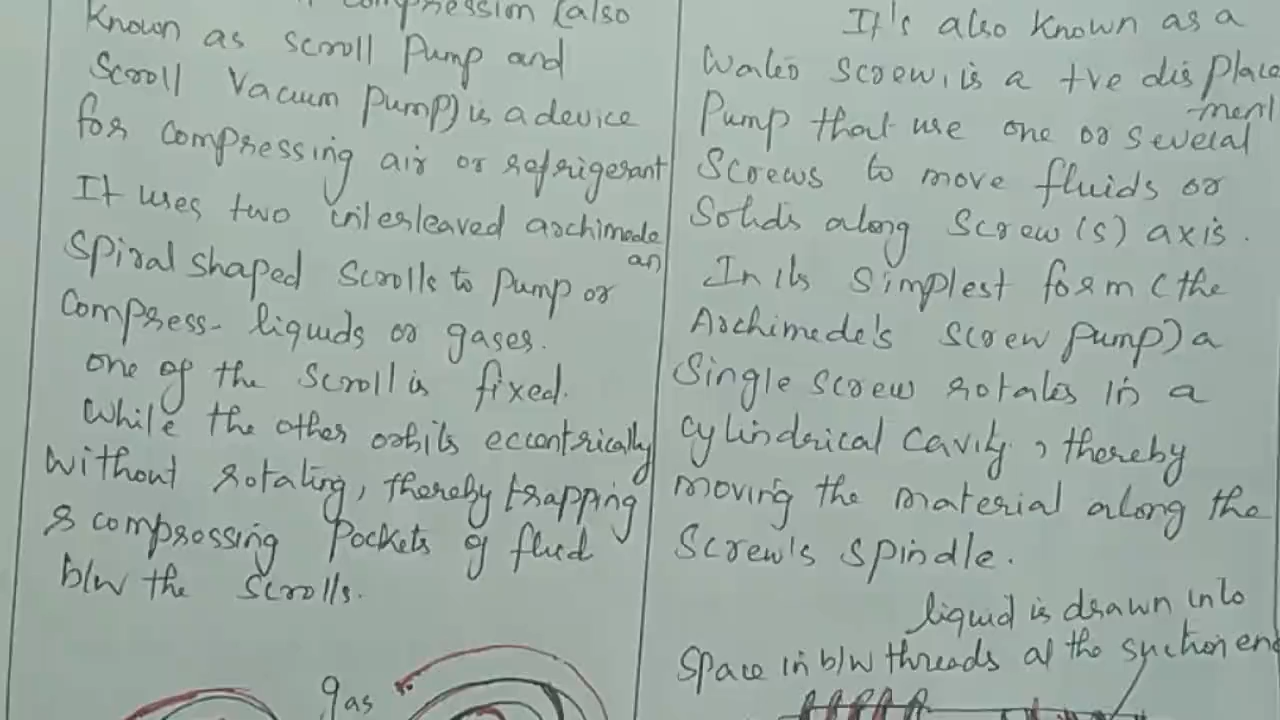 compression (also
Known as scroll Pump and
Scroll Vacuum Pump) is a device
for compressing air or refrigerant
It uses two interleaved archimede
an
Spiral shaped Scrolls to Pump or
Compress- liquids or gases.
one of the scroll is fixed.
While the other orbits eccentrically
without rotating, thereby trapping
& compressing Pockets of fluid
b/w the Scrolls.
gas
It's also known as a
Water Screw, is a +ve displace
ment
Pump that use one or several
Screws to move fluids or
Solids along Screw(s) axis.
In its simplest form (the
Archimede's screw pump) a
Single screw rotates in a
cylindrical cavity, thereby
moving the material along the
Screw's spindle.
liquid is drawn into
Space in b/w threads at the suction end